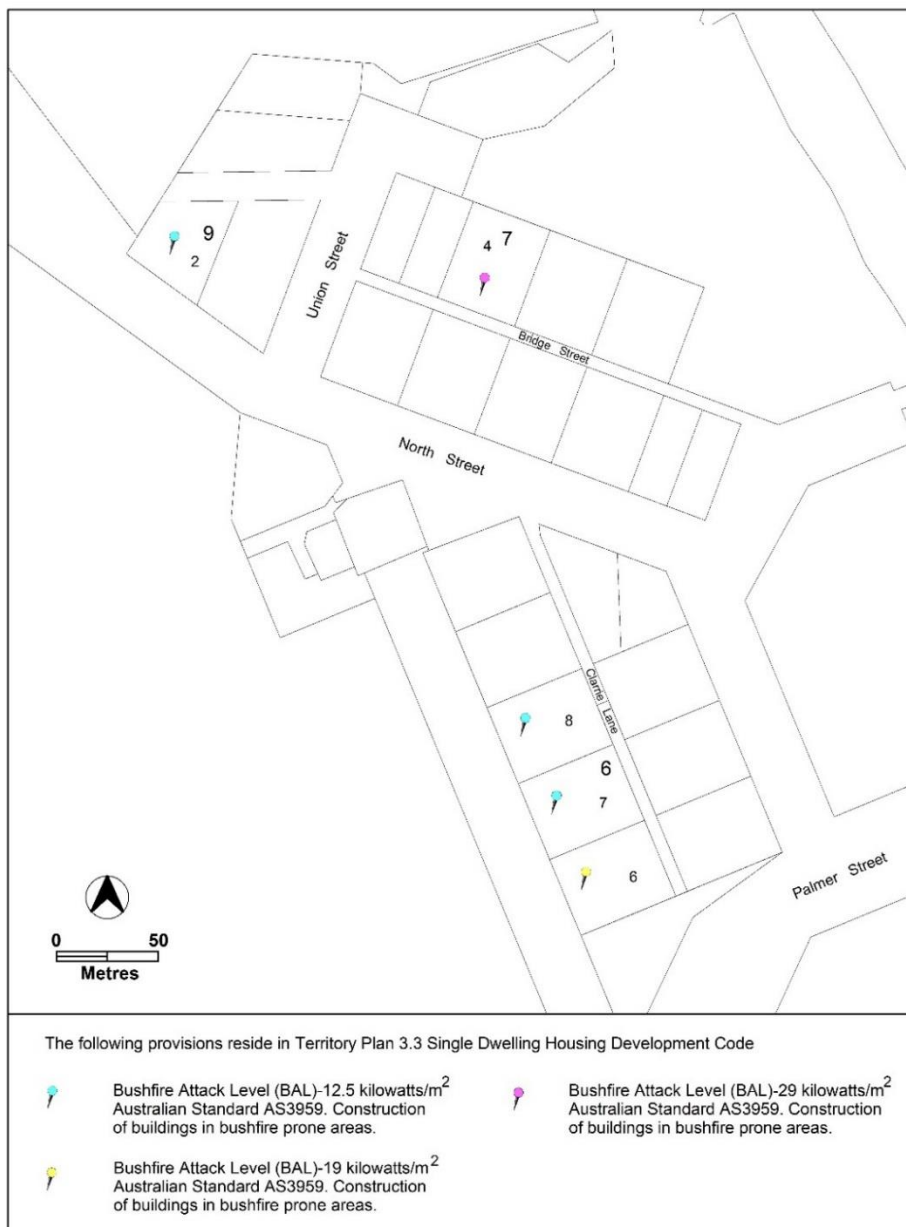 9
2
4 7
Union Street
Bridge Street
North Street
Clarrie Lane
8
6
7
6
Palmer Street
0 50
Metres
The following provisions reside in Territory Plan 3.3 Single Dwelling Housing Development Code
Bushfire Attack Level (BAL)-12.5 kilowatts/m²
Australian Standard AS3959. Construction
of buildings in bushfire prone areas.
Bushfire Attack Level (BAL)-29 kilowatts/m²
Australian Standard AS3959. Construction
of buildings in bushfire prone areas.
Bushfire Attack Level (BAL)-19 kilowatts/m²
Australian Standard AS3959. Construction
of buildings in bushfire prone areas.